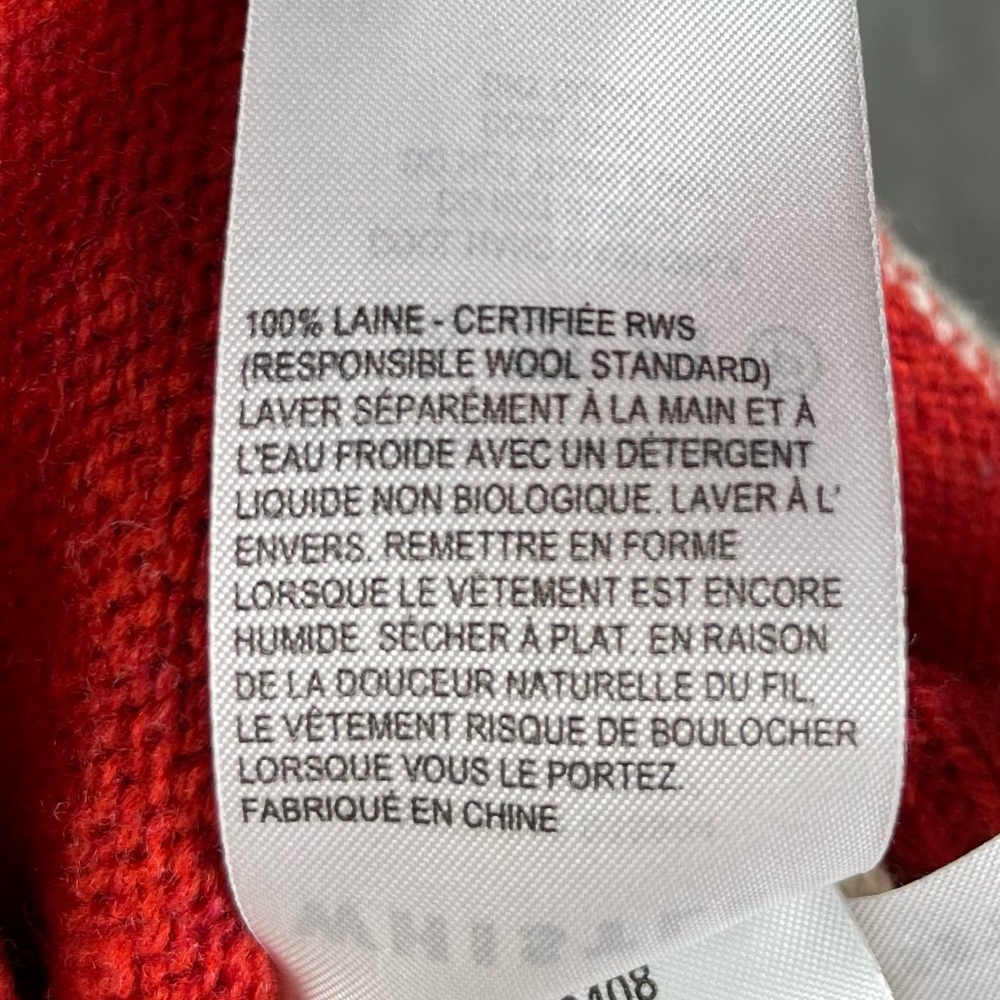 100% LAINE - CERTIFIÉE RWS
(RESPONSIBLE WOOL STANDARD)
LAVER SÉPARÉMENT À LA MAIN ET À
L'EAU FROIDE AVEC UN DÉTERGENT
LIQUIDE NON BIOLOGIQUE. LAVER À L'
ENVERS. REMETTRE EN FORME
LORSQUE LE VÊTEMENT EST ENCORE
HUMIDE. SÉCHER À PLAT. EN RAISON
DE LA DOUCEUR NATURELLE DU FIL,
LE VÊTEMENT RISQUE DE BOULOCHER
LORSQUE VOUS LE PORTEZ.
FABRIQUÉ EN CHINE